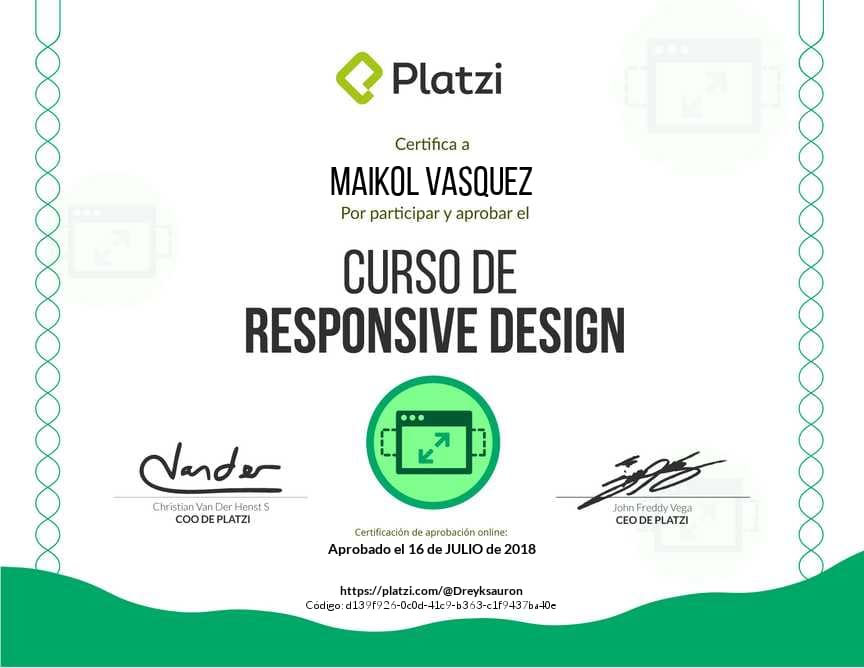 Platzi
Certifica a
MAIKOL VASQUEZ
Por participar y aprobar el
CURSO DE
RESPONSIVE DESIGN
Vander
Christian Van Der Henst S
COO DE PLATZI
John Freddy Vega
CEO DE PLATZI
Certificación de aprobación online:
Aprobado el 16 de JULIO de 2018
https://platzi.com/@Dreyksauron
Código: d139f926-0c0d-41c9-b363-c1f9437ba40e